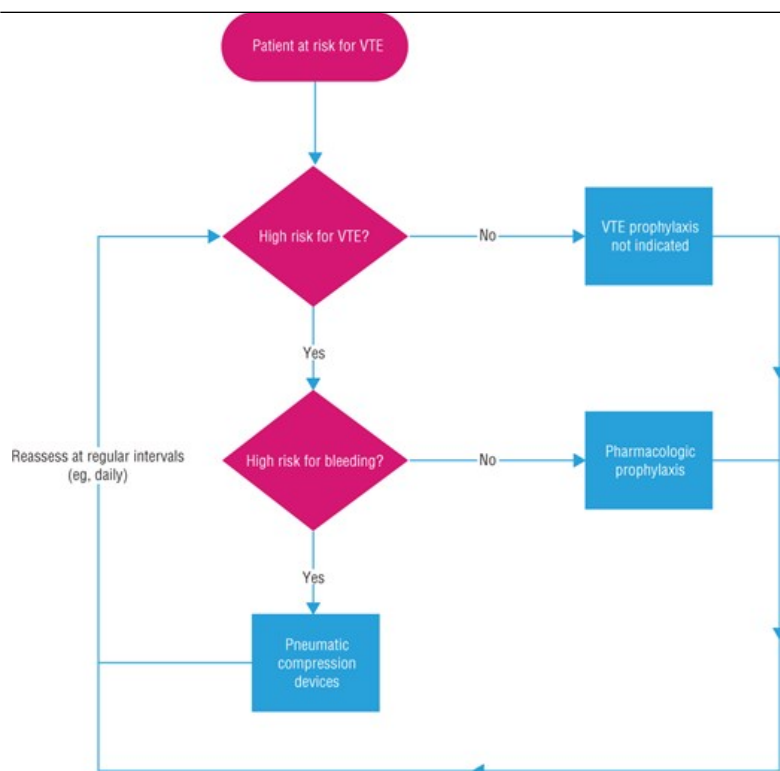 Patient at risk for VTE
High risk for VTE?
No
VTE prophylaxis
not indicated
Yes
Reassess at regular intervals
(eg, daily)
High risk for bleeding?
No
Pharmacologic
prophylaxis
Yes
Pneumatic
compression
devices